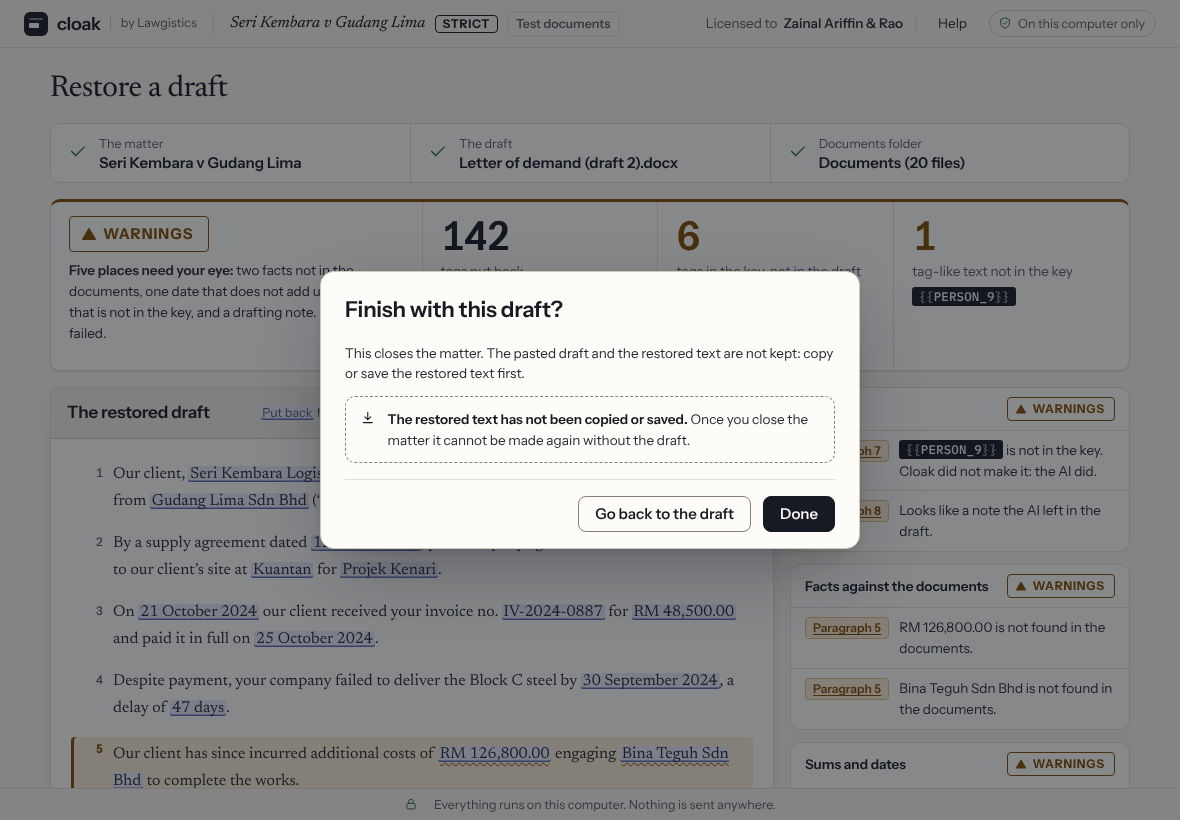 cloak by Lawgistics Seri Kembara v Gudang Lima STRICT Test documents Licensed to Zainal Ariffin & Rao Help On this computer only
Restore a draft
The matter
Seri Kembara v Gudang Lima
The draft
Letter of demand (draft 2).docx
Documents folder
Documents (20 files)
WARNINGS
Five places need your eye: two facts not in the
documents, one date that does not add u
that is not in the key, and a drafting note.
failed.
142
tags put back
6
tags in the key, not in the draft
1
tag-like text not in the key
{{PERSON_9}}
Finish with this draft?
This closes the matter. The pasted draft and the restored text are not kept: copy
or save the restored text first.
The restored text has not been copied or saved. Once you close the
matter it cannot be made again without the draft.
Go back to the draft
Done
The restored draft
Put back
1 Our client, Seri Kembara Logis
from Gudang Lima Sdn Bhd
2 By a supply agreement dated
to our client's site at Kuantan for Projek Kenari.
3 On 21 October 2024 our client received your invoice no. IV-2024-0887 for RM 48,500.00
and paid it in full on 25 October 2024.
4 Despite payment, your company failed to deliver the Block C steel by 30 September 2024, a
delay of 47 days.
5 Our client has since incurred additional costs of RM 126,800.00 engaging Bina Teguh Sdn
Bhd to complete the works.
WARNINGS
ph 7
{{PERSON_9}} is not in the key.
Cloak did not make it: the AI did.
ph 8
Looks like a note the AI left in the
draft.
Facts against the documents
WARNINGS
Paragraph 5
RM 126,800.00 is not found in the
documents.
Paragraph 5
Bina Teguh Sdn Bhd is not found in
the documents.
Sums and dates
WARNINGS
Everything runs on this computer. Nothing is sent anywhere.